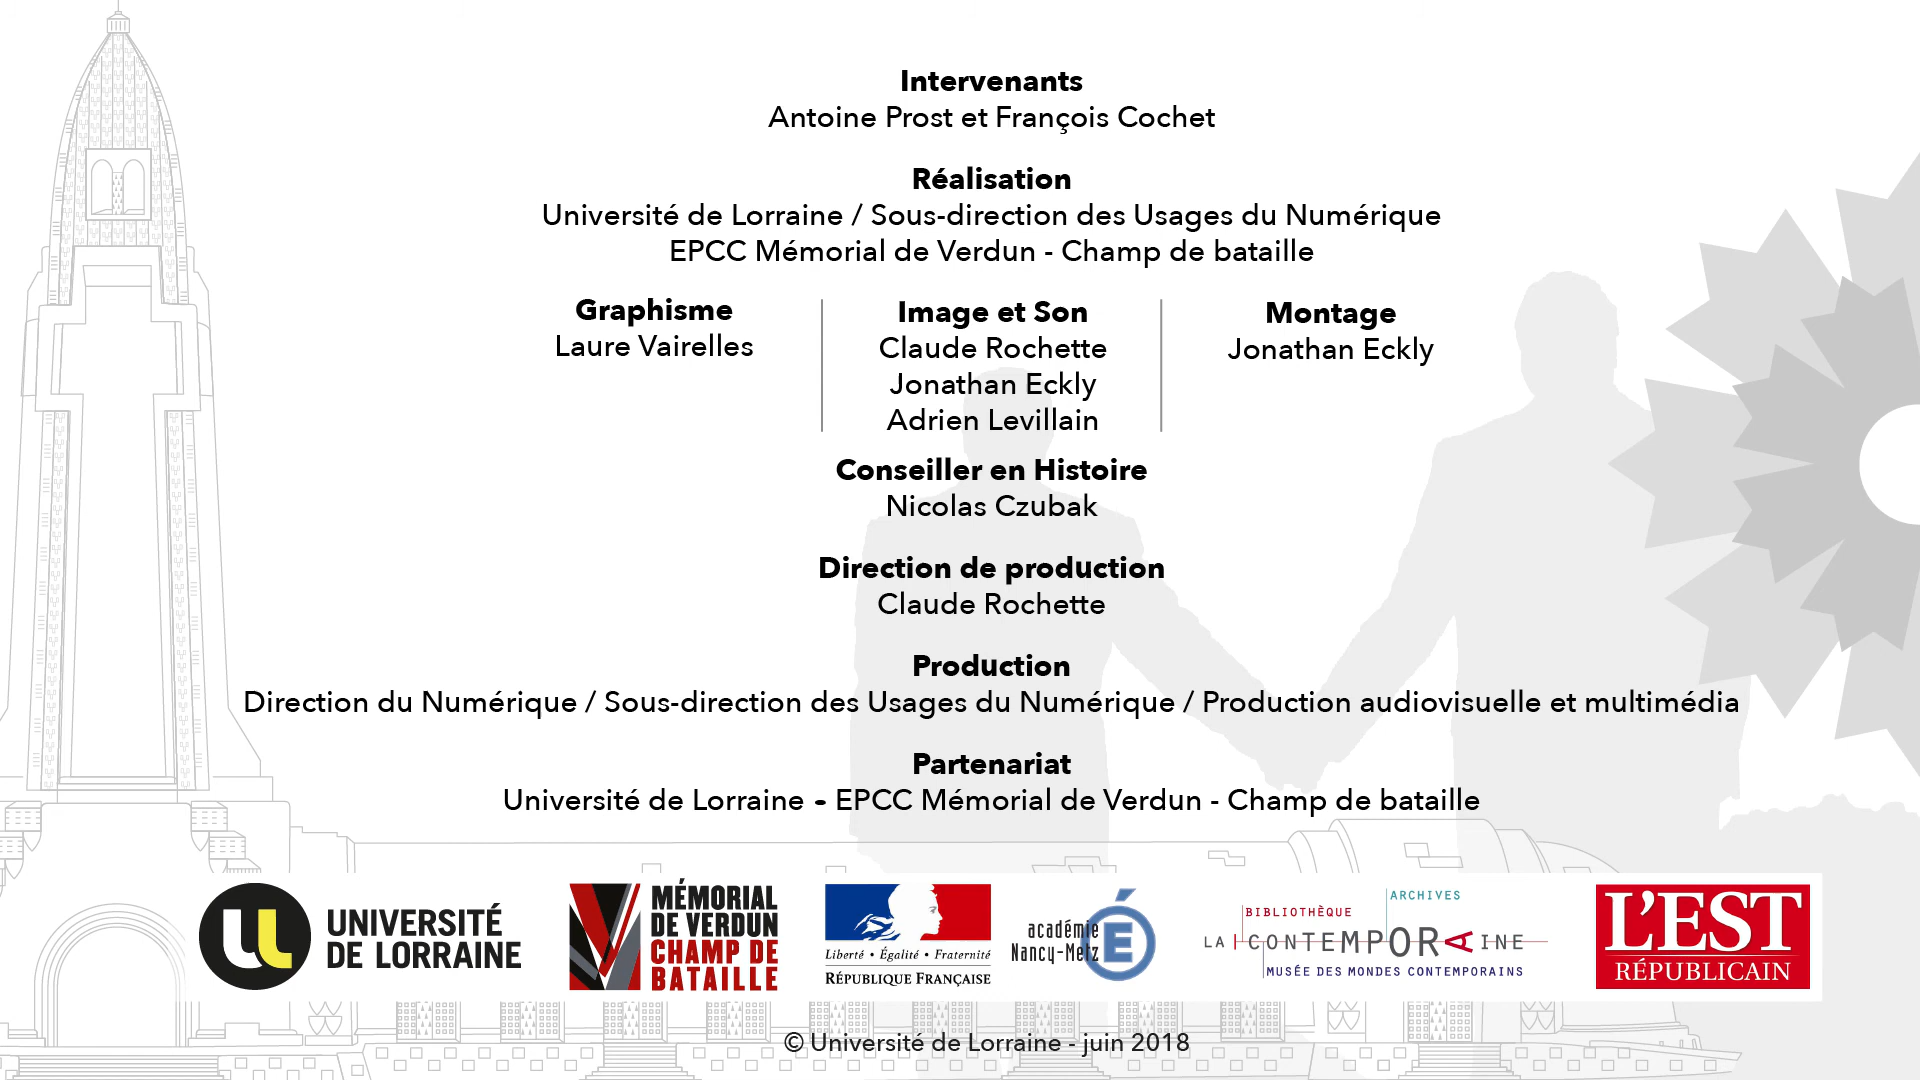 Intervenants
Antoine Prost et François Cochet
Réalisation
Université de Lorraine / Sous-direction des Usages du Numérique
EPCC Mémorial de Verdun - Champ de bataille
Graphisme
Laure Vairelles
Image et Son
Claude Rochette
Jonathan Eckly
Adrien Levillain
Montage
Jonathan Eckly
Conseiller en Histoire
Nicolas Czubak
Direction de production
Claude Rochette
Production
Direction du Numérique / Sous-direction des Usages du Numérique / Production audiovisuelle et multimédia
Partenariat
Université de Lorraine - EPCC Mémorial de Verdun - Champ de bataille
UNIVERSITÉ
DE LORRAINE
MÉMORIAL
DE VERDUN
CHAMP DE
BATAILLE
Liberté • Égalité • Fraternité
RÉPUBLIQUE FRANÇAISE
académie
Nancy-Metz
É
ARCHIVES
BIBLIOTHÈQUE
LA CONTEMPORAINE
MUSÉE DES MONDES CONTEMPORAINS
L'EST
RÉPUBLICAIN
© Université de Lorraine - juin 2018